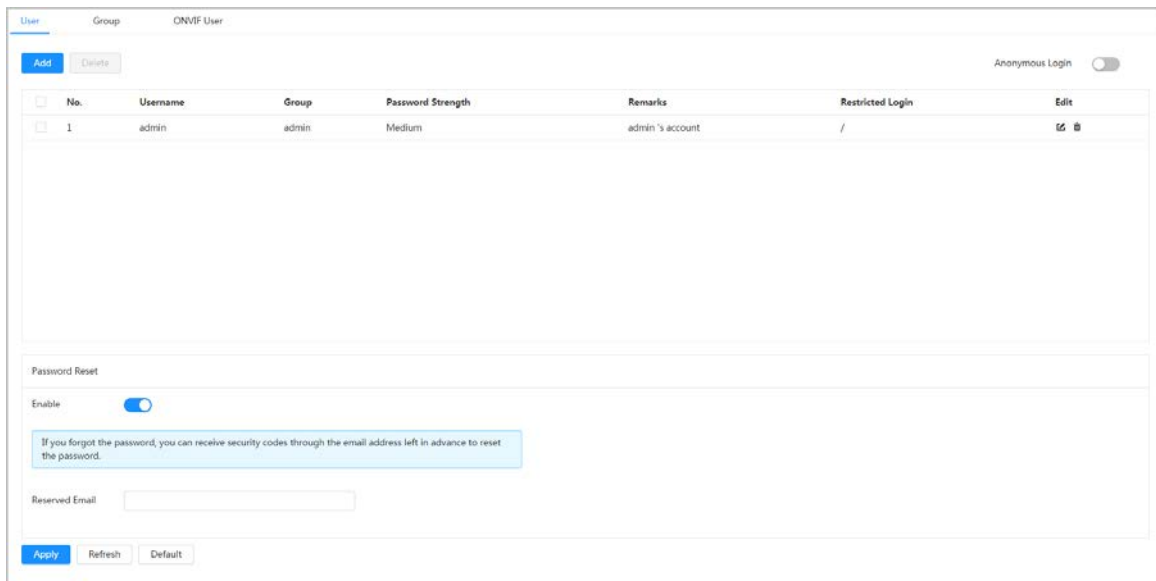 User Group ONVIF User
Add Delete Anonymous Login
No. Username Group Password Strength Remarks Restricted Login Edit
1 admin admin Medium admin 's account /
Password Reset
Enable
If you forgot the password, you can receive security codes through the email address left in advance to reset
the password.
Reserved Email
Apply Refresh Default